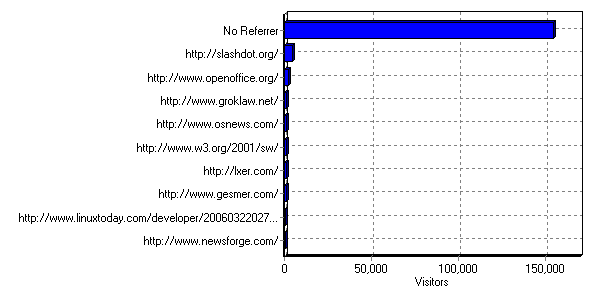 No Referrer
http://slashdot.org/
http://www.openoffice.org/
http://www.groklaw.net/
http://www.osnews.com/
http://www.w3.org/2001/sw/
http://lxer.com/
http://www.gesmer.com/
http://www.linuxtoday.com/developer/20060322027...
http://www.newsforge.com/
0 50,000 100,000 150,000
Visitors